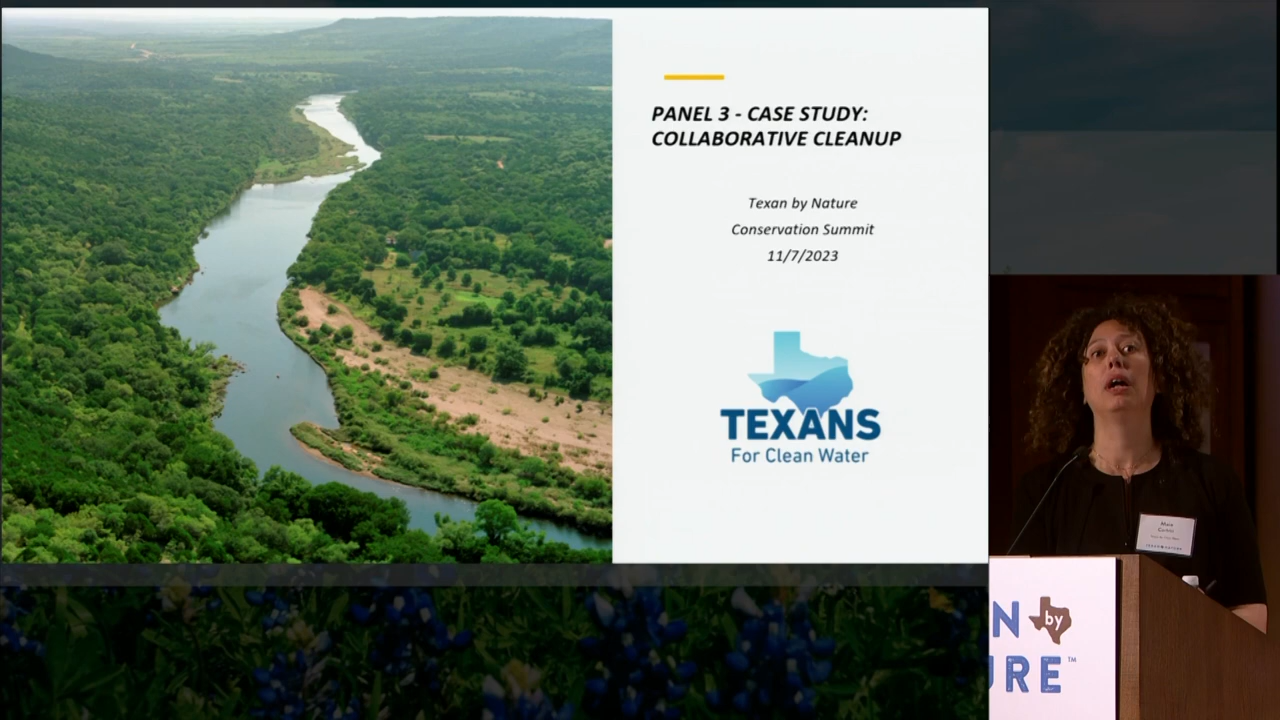 PANEL 3 - CASE STUDY:
COLLABORATIVE CLEANUP
Texan by Nature
Conservation Summit
11/7/2023
TEXANS
For Clean Water
N by
URE™